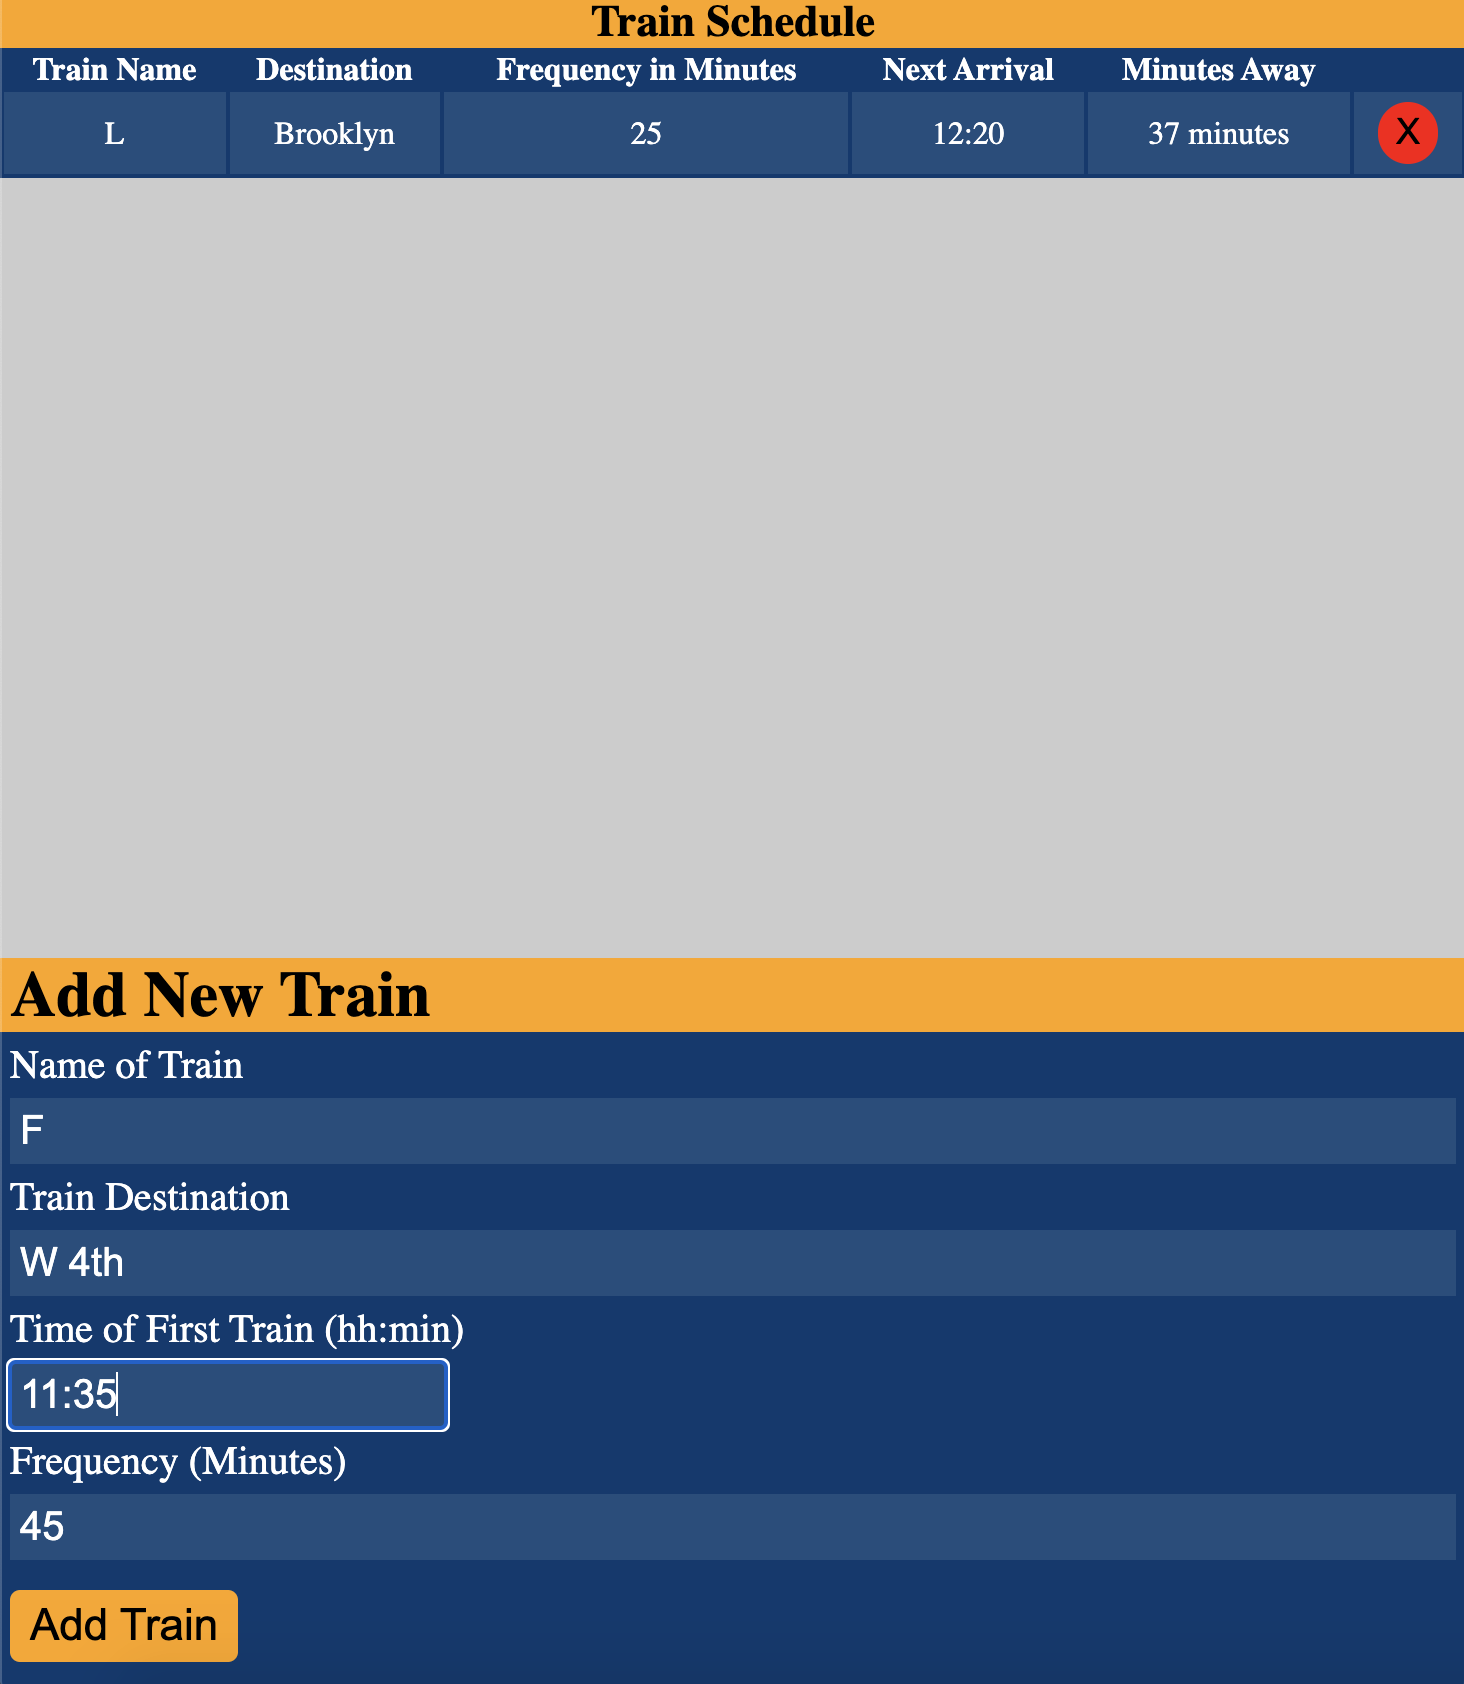 Train Schedule
Train Name Destination Frequency in Minutes Next Arrival Minutes Away
L Brooklyn 25 12:20 37 minutes X
Add New Train
Name of Train
F
Train Destination
W 4th
Time of First Train (hh:min)
11:35
Frequency (Minutes)
45
Add Train